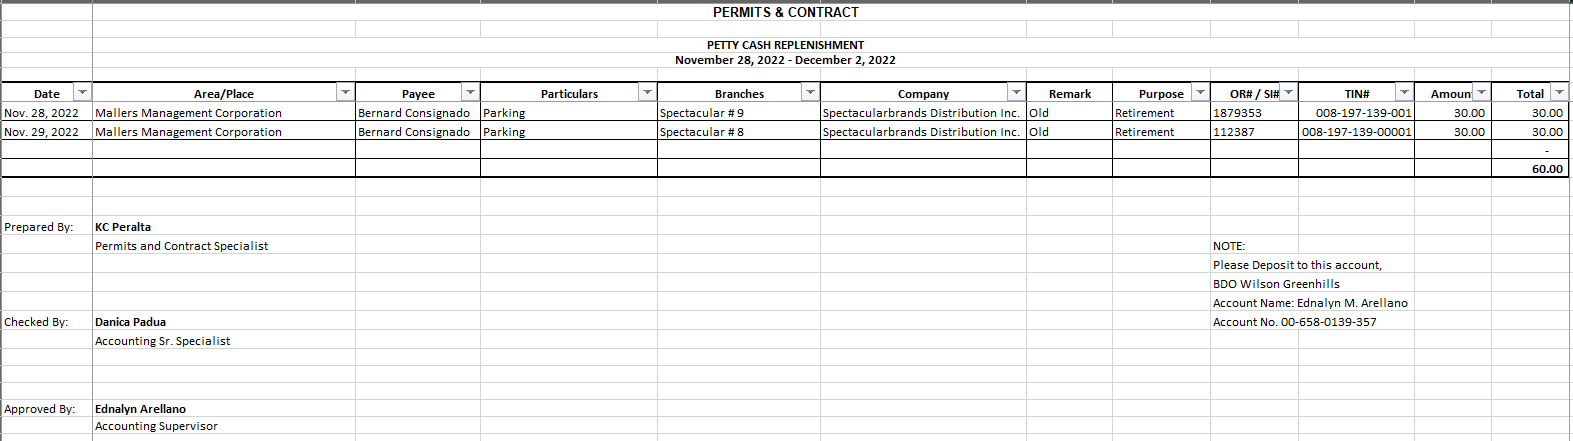 PERMITS & CONTRACT
PETTY CASH REPLENISHMENT
November 28, 2022 - December 2, 2022
Date Area/Place Payee Particulars Branches Company Remark Purpose OR# / SI# TIN# Amoun Total
Nov. 28, 2022 Mallers Management Corporation Bernard Consignado Parking Spectacular # 9 Spectacularbrands Distribution Inc. Old Retirement 1879353 008-197-139-001 30.00 30.00
Nov. 29, 2022 Mallers Management Corporation Bernard Consignado Parking Spectacular # 8 Spectacularbrands Distribution Inc. Old Retirement 112387 008-197-139-00001 30.00 30.00
-
60.00
Prepared By: KC Peralta
Permits and Contract Specialist
NOTE:
Please Deposit to this account,
BDO Wilson Greenhills
Account Name: Ednalyn M. Arellano
Account No. 00-658-0139-357
Checked By: Danica Padua
Accounting Sr. Specialist
Approved By: Ednalyn Arellano
Accounting Supervisor